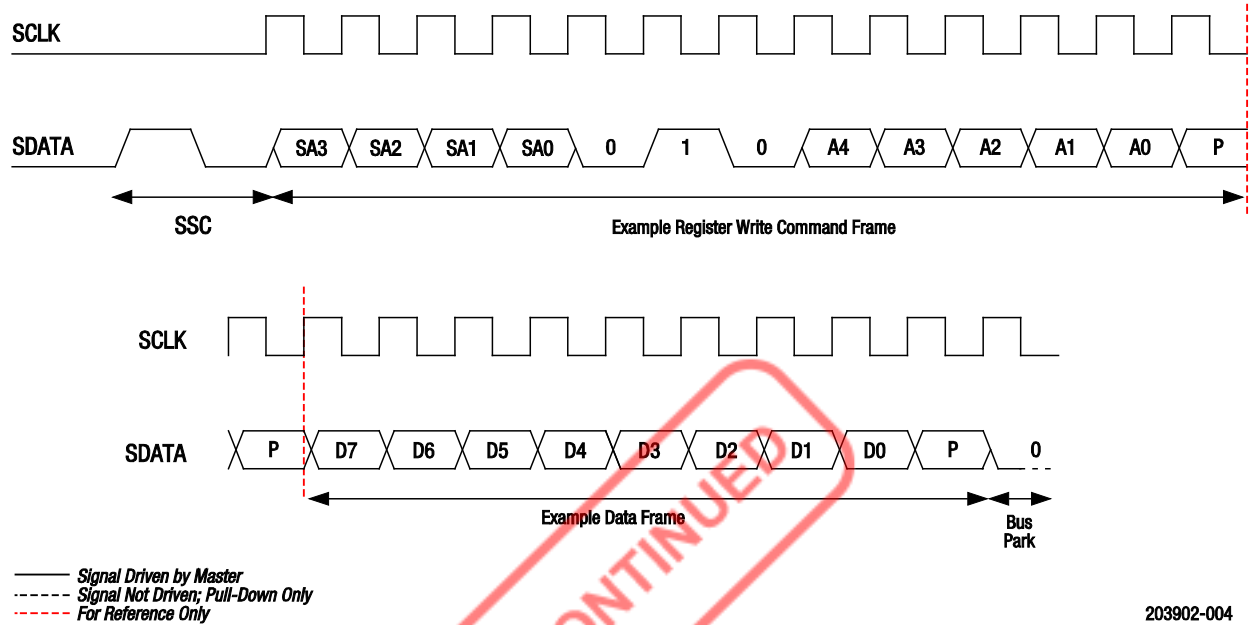 SCLK
SDATA
SA3 SA2 SA1 SA0 0 1 0 A4 A3 A2 A1 A0 P
SSC
Example Register Write Command Frame
SCLK
SDATA
P D7 D6 D5 D4 D3 D2 D1 D0 P 0
Example Data Frame
Bus
Park
ONTINUED
Signal Driven by Master
Signal Not Driven; Pull-Down Only
For Reference Only
203902-004